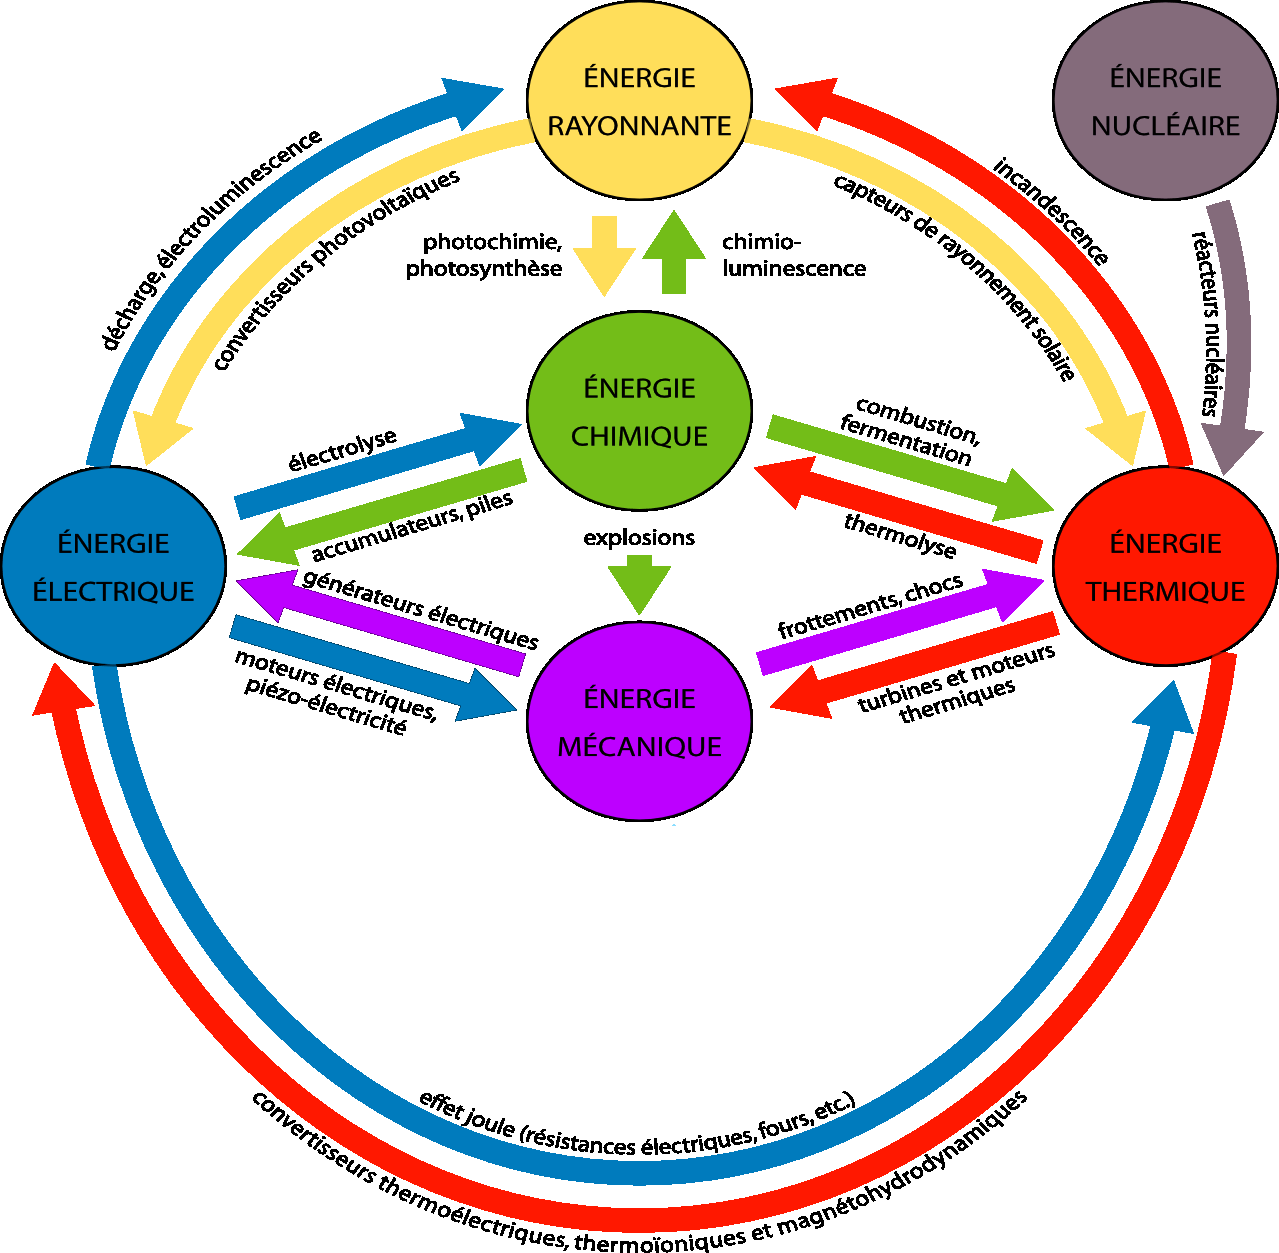 ÉNERGIE
RAYONNANTE
ÉNERGIE
NUCLÉAIRE
décharge, électroluminescence
convertisseurs photovoltaïques
capteurs de rayonnement solaire
incandescence
réacteurs nucléaires
photochimie,
photosynthèse
chimio-
luminescence
ÉNERGIE
CHIMIQUE
électrolyse
accumulateurs, piles
combustion,
fermentation
thermolyse
explosions
ÉNERGIE
ÉLECTRIQUE
ÉNERGIE
THERMIQUE
générateurs électriques
moteurs électriques,
piézo-électricité
frottements, chocs
turbines et moteurs
thermiques
ÉNERGIE
MÉCANIQUE
effet joule (résistances électriques, fours, etc.)
convertisseurs thermoélectriques, thermoïoniques et magnétohydrodynamiques